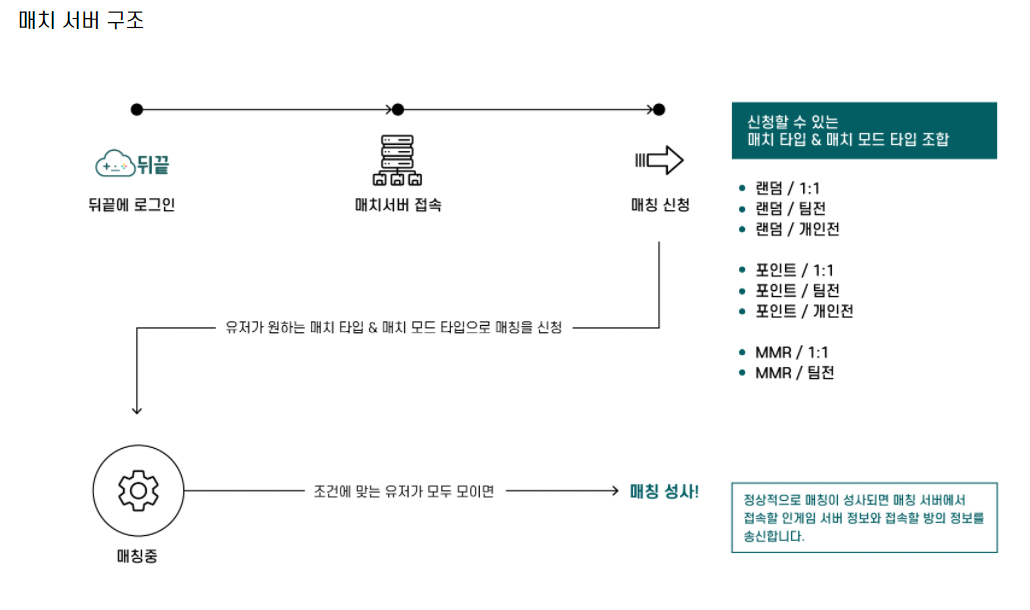 매치 서버 구조
뒤끝
뒤끝에 로그인
매치서버 접속
매칭 신청
신청할 수 있는
매치 타입 & 매치 모드 타입 조합
• 랜덤 / 1:1
• 랜덤 / 팀전
• 랜덤 / 개인전
• 포인트 / 1:1
• 포인트 / 팀전
• 포인트 / 개인전
• MMR / 1:1
• MMR / 팀전
유저가 원하는 매치 타입 & 매치 모드 타입으로 매칭을 신청
매칭중
조건에 맞는 유저가 모두 모이면
매칭 성사!
정상적으로 매칭이 성사되면 매칭 서버에서
접속할 인게임 서버 정보와 접속할 방의 정보를
송신합니다.